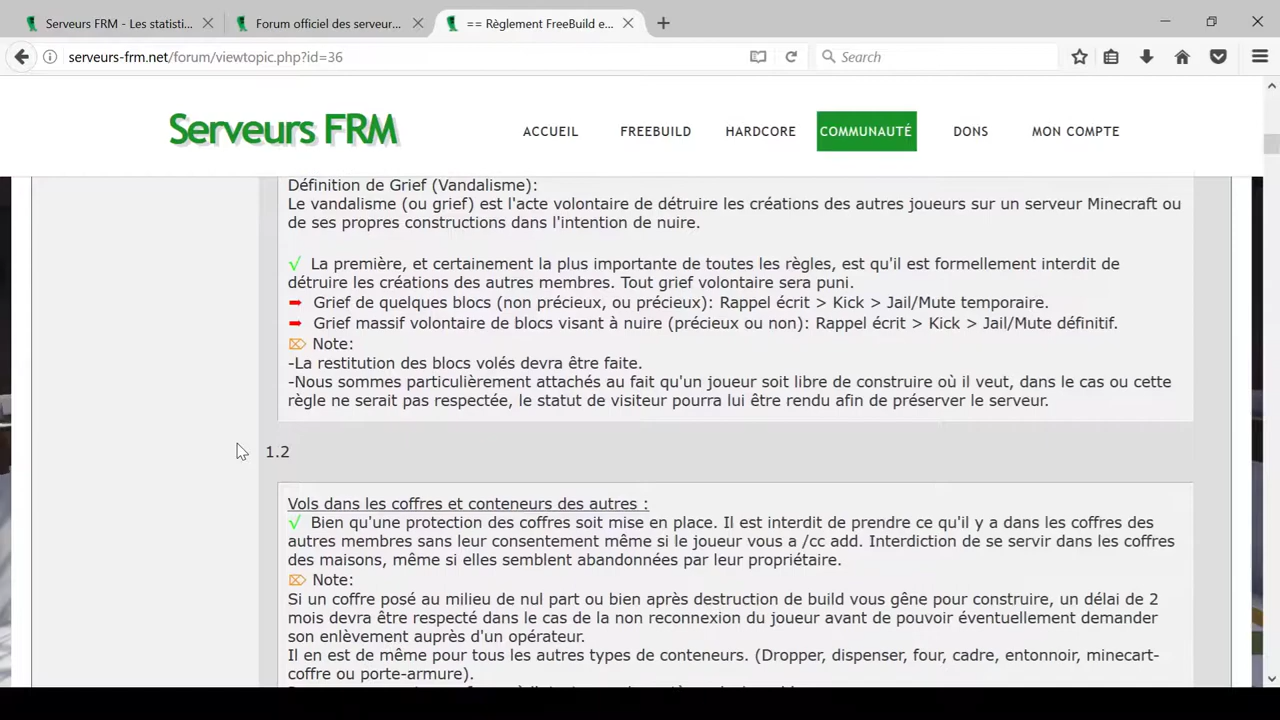 Serveurs FRM - Les statisti...
Forum officiel des serveur...
== Règlement FreeBuild e...
serveurs-frm.net/forum/viewtopic.php?id=36
Search
Serveurs FRM
ACCUEIL
FREEBUILD
HARDCORE
COMMUNAUTÉ
DONS
MON COMPTE
Définition de Grief (Vandalisme):
Le vandalisme (ou grief) est l'acte volontaire de détruire les créations des autres joueurs sur un serveur Minecraft ou
de ses propres constructions dans l'intention de nuire.
√ La première, et certainement la plus importante de toutes les règles, est qu'il est formellement interdit de
détruire les créations des autres membres. Tout grief volontaire sera puni.
➡ Grief de quelques blocs (non précieux, ou précieux): Rappel écrit > Kick > Jail/Mute temporaire.
➡ Grief massif volontaire de blocs visant à nuire (précieux ou non): Rappel écrit > Kick > Jail/Mute définitif.
⌦ Note:
-La restitution des blocs volés devra être faite.
-Nous sommes particulièrement attachés au fait qu'un joueur soit libre de construire où il veut, dans le cas ou cette
règle ne serait pas respectée, le statut de visiteur pourra lui être rendu afin de préserver le serveur.
1.2
Vols dans les coffres et conteneurs des autres :
√ Bien qu'une protection des coffres soit mise en place. Il est interdit de prendre ce qu'il y a dans les coffres des
autres membres sans leur consentement même si le joueur vous a /cc add. Interdiction de se servir dans les coffres
des maisons, même si elles semblent abandonnées par leur propriétaire.
⌦ Note:
Si un coffre posé au milieu de nul part ou bien après destruction de build vous gêne pour construire, un délai de 2
mois devra être respecté dans le cas de la non reconnexion du joueur avant de pouvoir éventuellement demander
son enlèvement auprès d'un opérateur.
Il en est de même pour tous les autres types de conteneurs. (Dropper, dispenser, four, cadre, entonnoir, minecart-
coffre ou porte-armure).